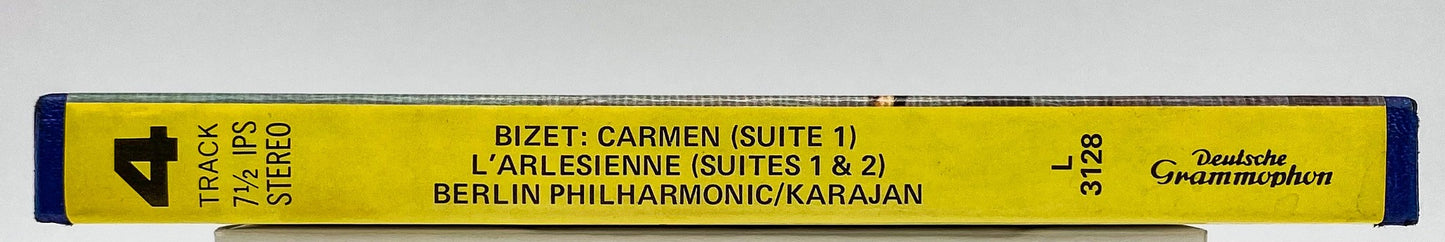 4
TRACK
7½ IPS
STEREO
BIZET: CARMEN (SUITE 1)
L'ARLESIENNE (SUITES 1 & 2)
BERLIN PHILHARMONIC/KARAJAN
L
3128
Deutsche
Grammophon